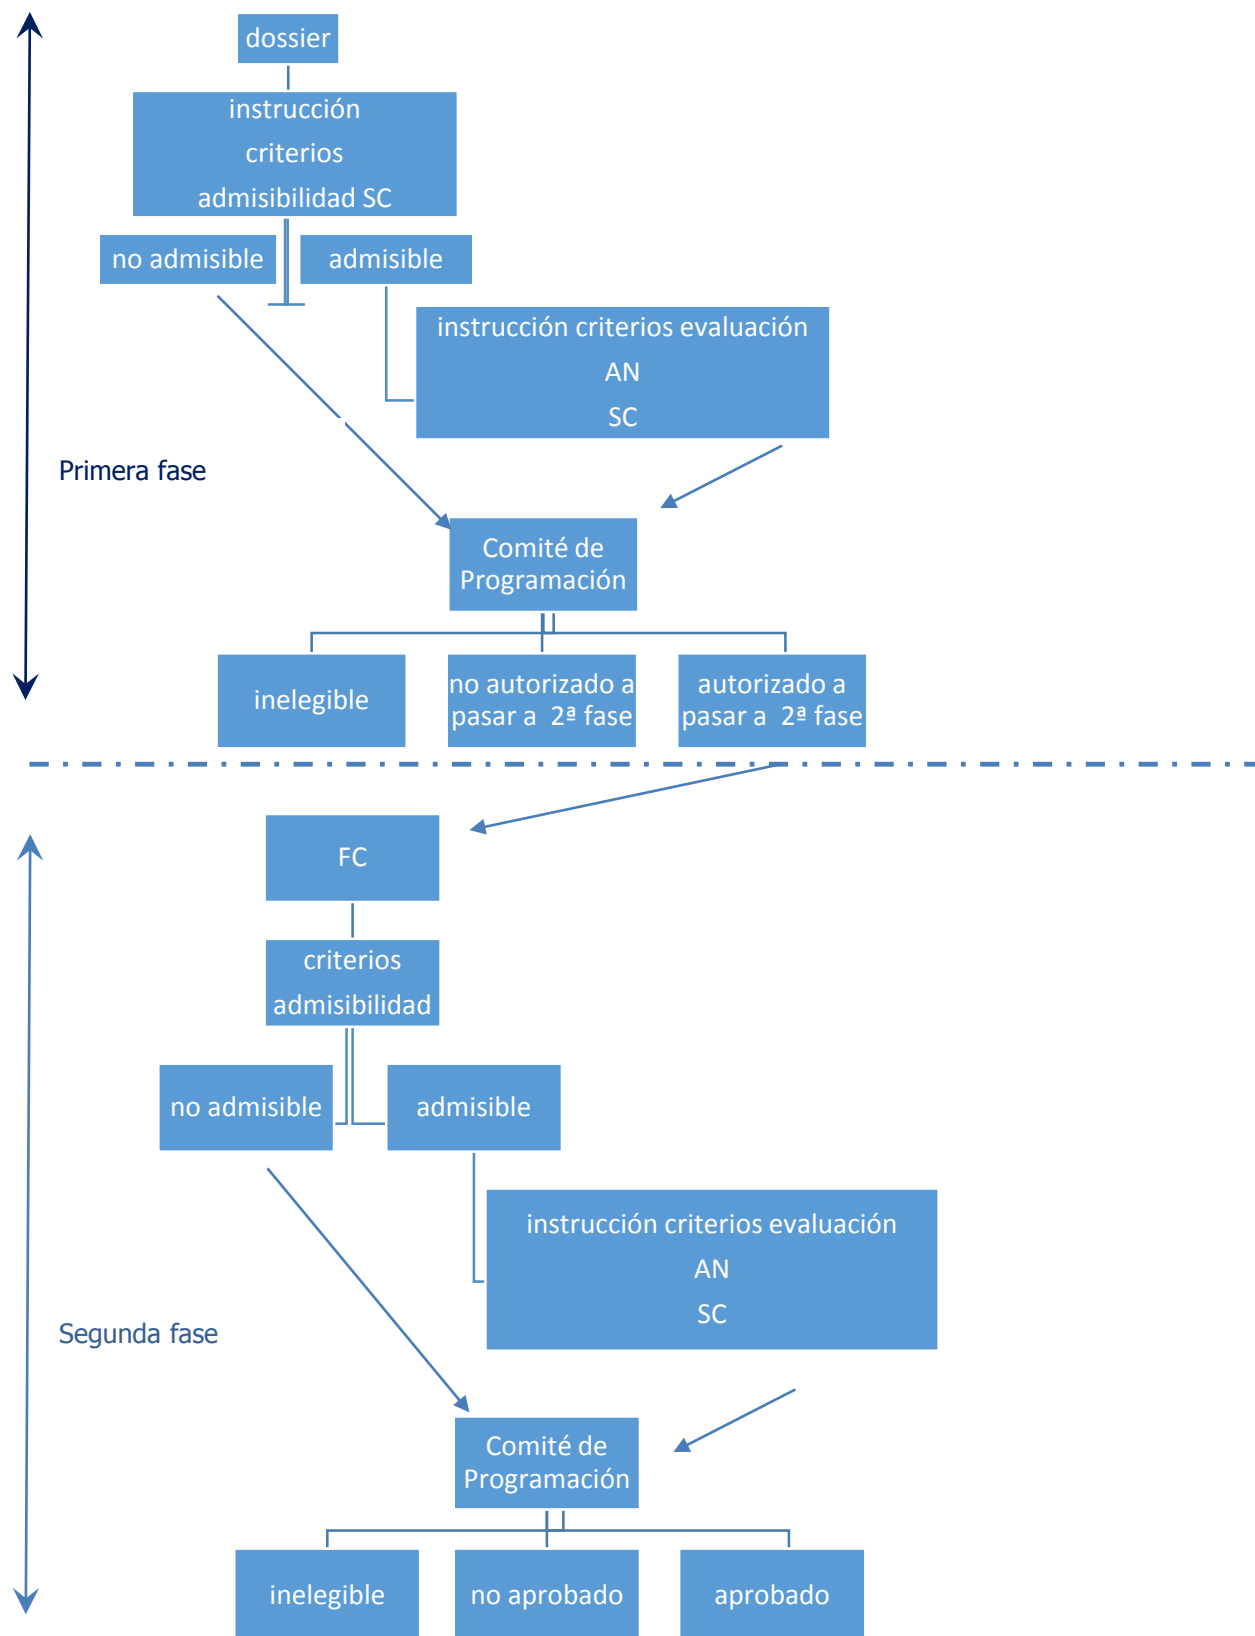 dossier
instrucción
criterios
admisibilidad SC
no admisible
admisible
instrucción criterios evaluación
AN
SC
Primera fase
Comité de
Programación
inelegible
no autorizado a
pasar a 2ª fase
autorizado a
pasar a 2ª fase
FC
criterios
admisibilidad
no admisible
admisible
instrucción criterios evaluación
AN
SC
Segunda fase
Comité de
Programación
inelegible
no aprobado
aprobado